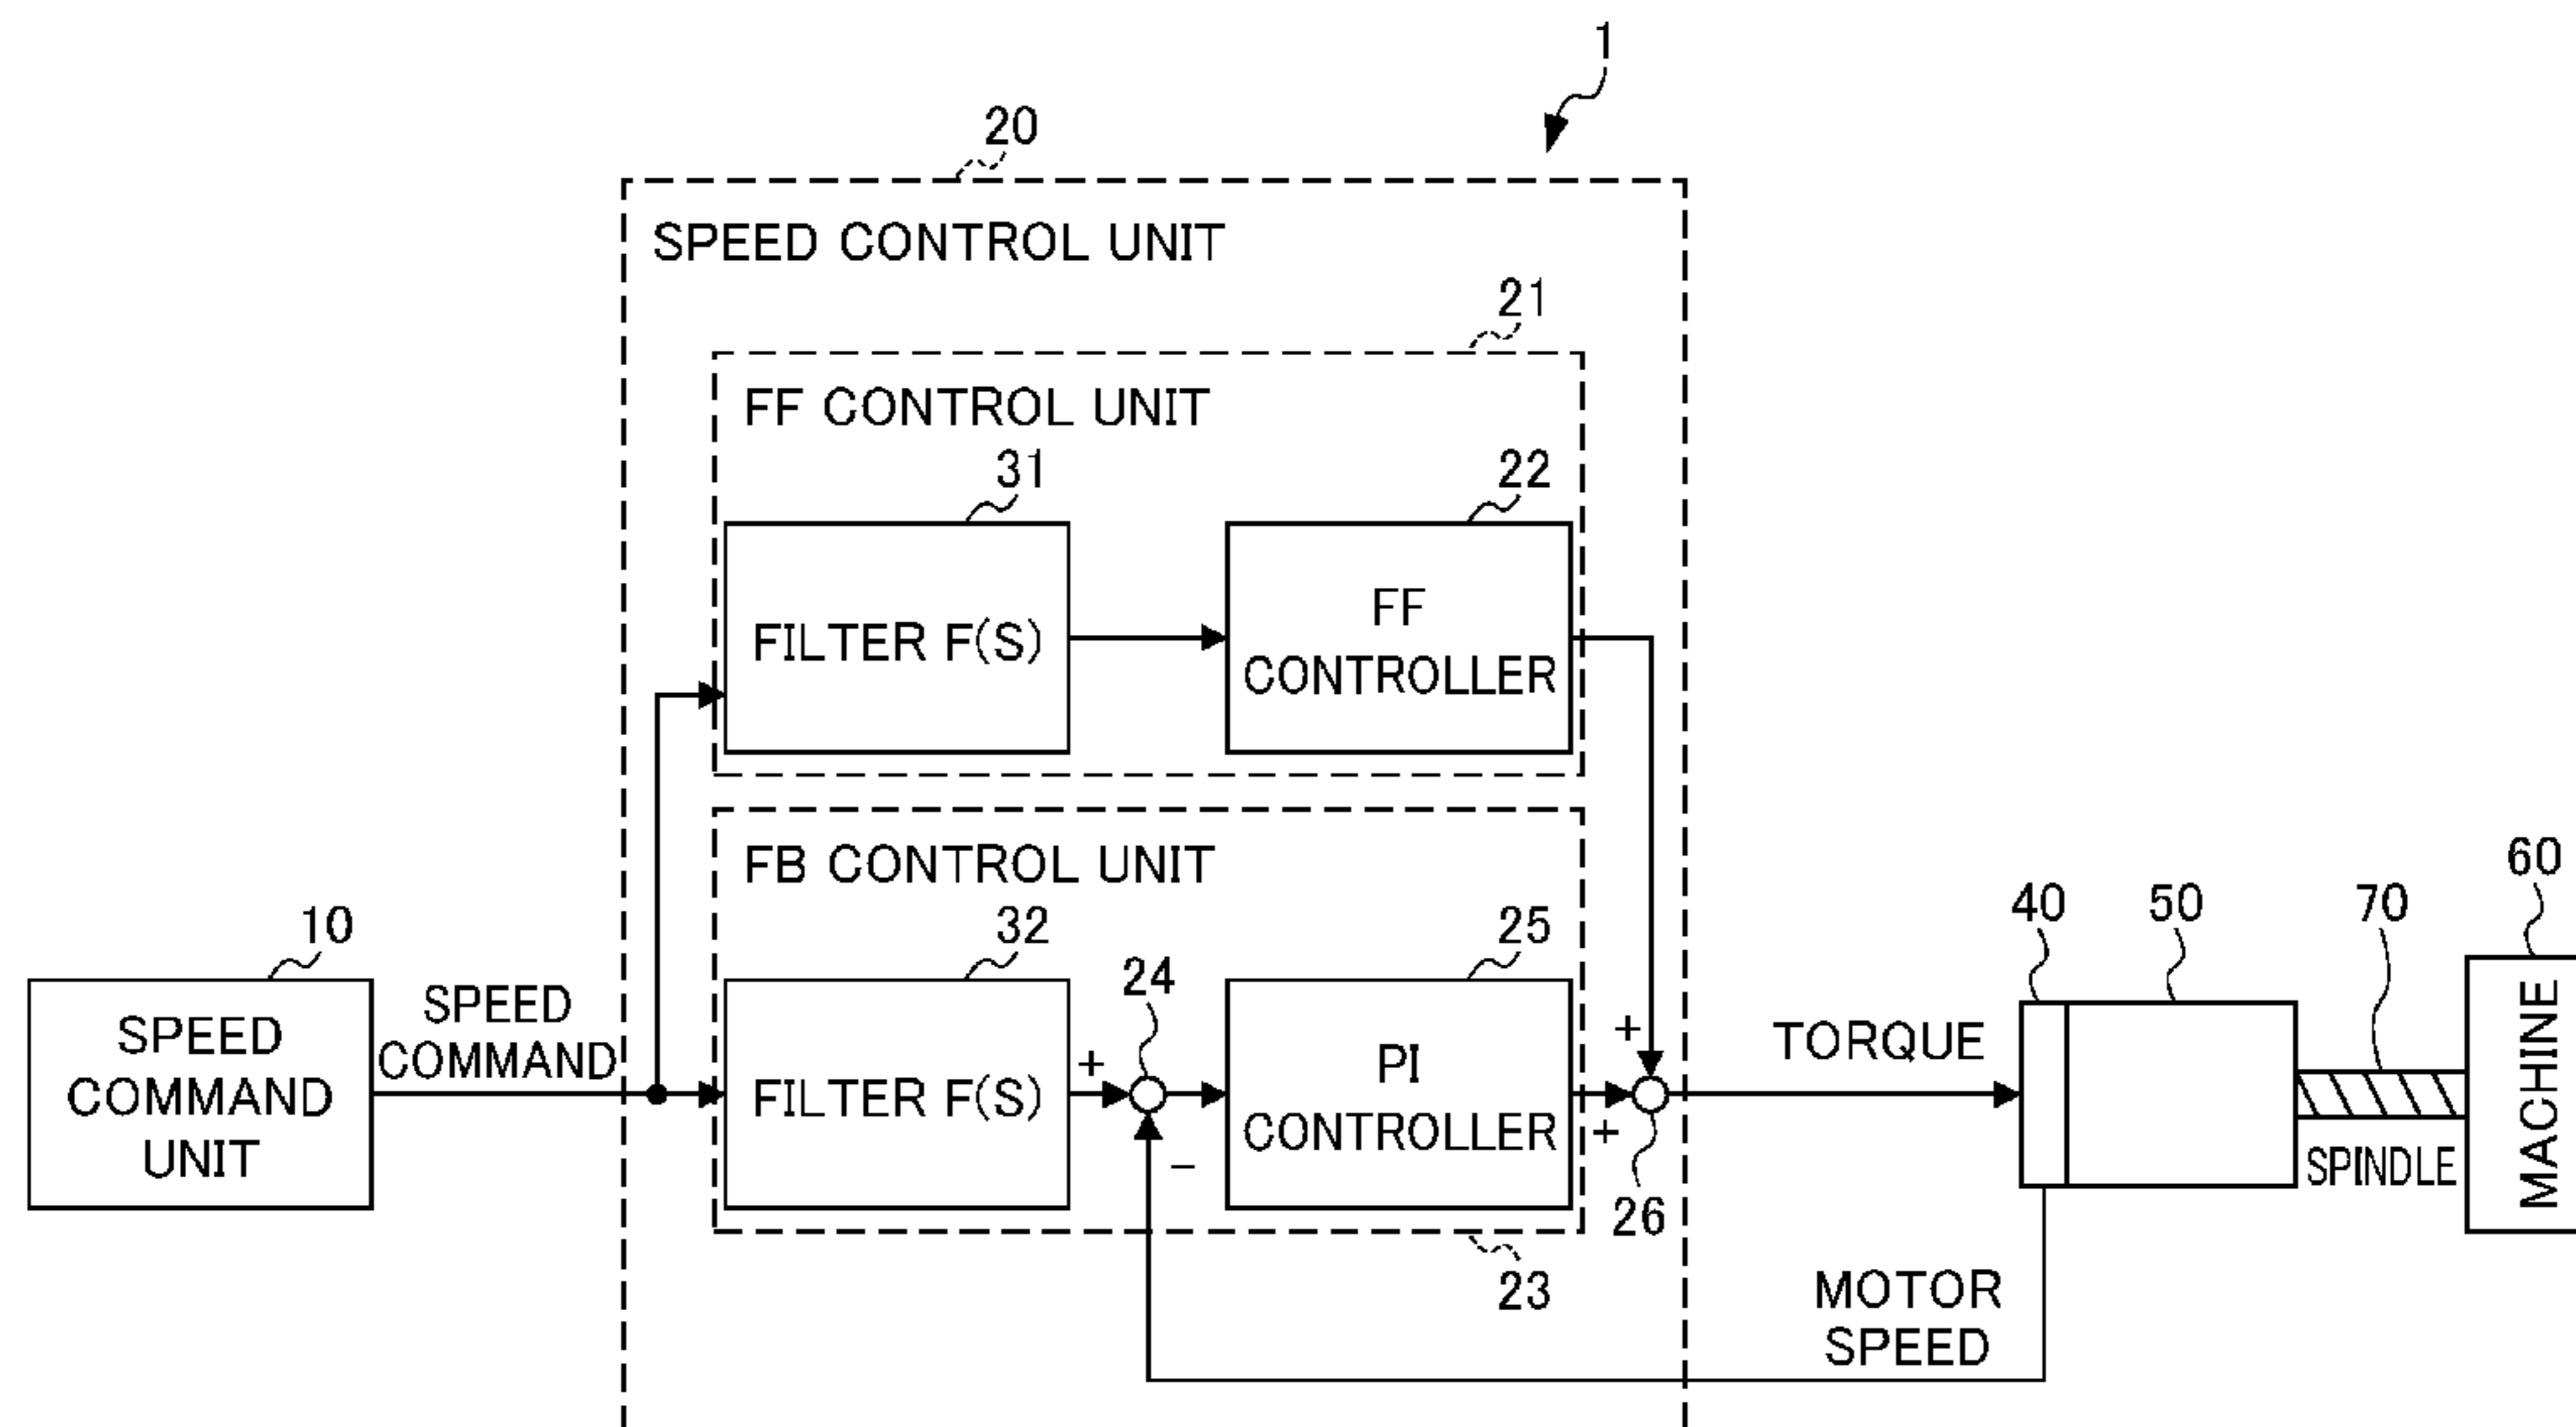 1
20
SPEED CONTROL UNIT
21
FF CONTROL UNIT
31
22
FILTER F(S)
FF
CONTROLLER
FB CONTROL UNIT
10
32
24
25
40
50
70
60
SPEED
COMMAND
UNIT
SPEED
COMMAND
FILTER F(S)
+
−
PI
CONTROLLER
+
+
26
23
TORQUE
MOTOR
SPEED
SPINDLE
MACHINE